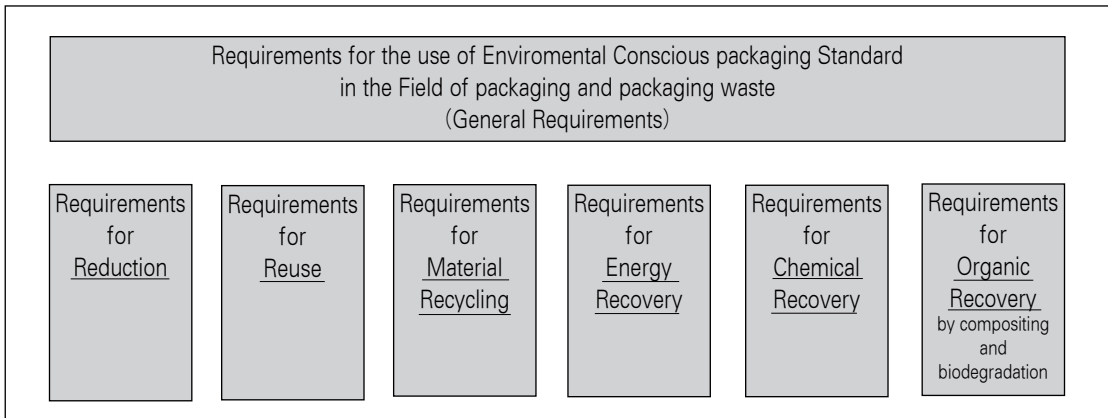 Requirements for the use of Enviromental Conscious packaging Standard
in the Field of packaging and packaging waste
(General Requirements)
Requirements
for
Reduction
Requirements
for
Reuse
Requirements
for
Material
Recycling
Requirements
for
Energy
Recovery
Requirements
for
Chemical
Recovery
Requirements
for
Organic
Recovery
by compositing
and
biodegradation